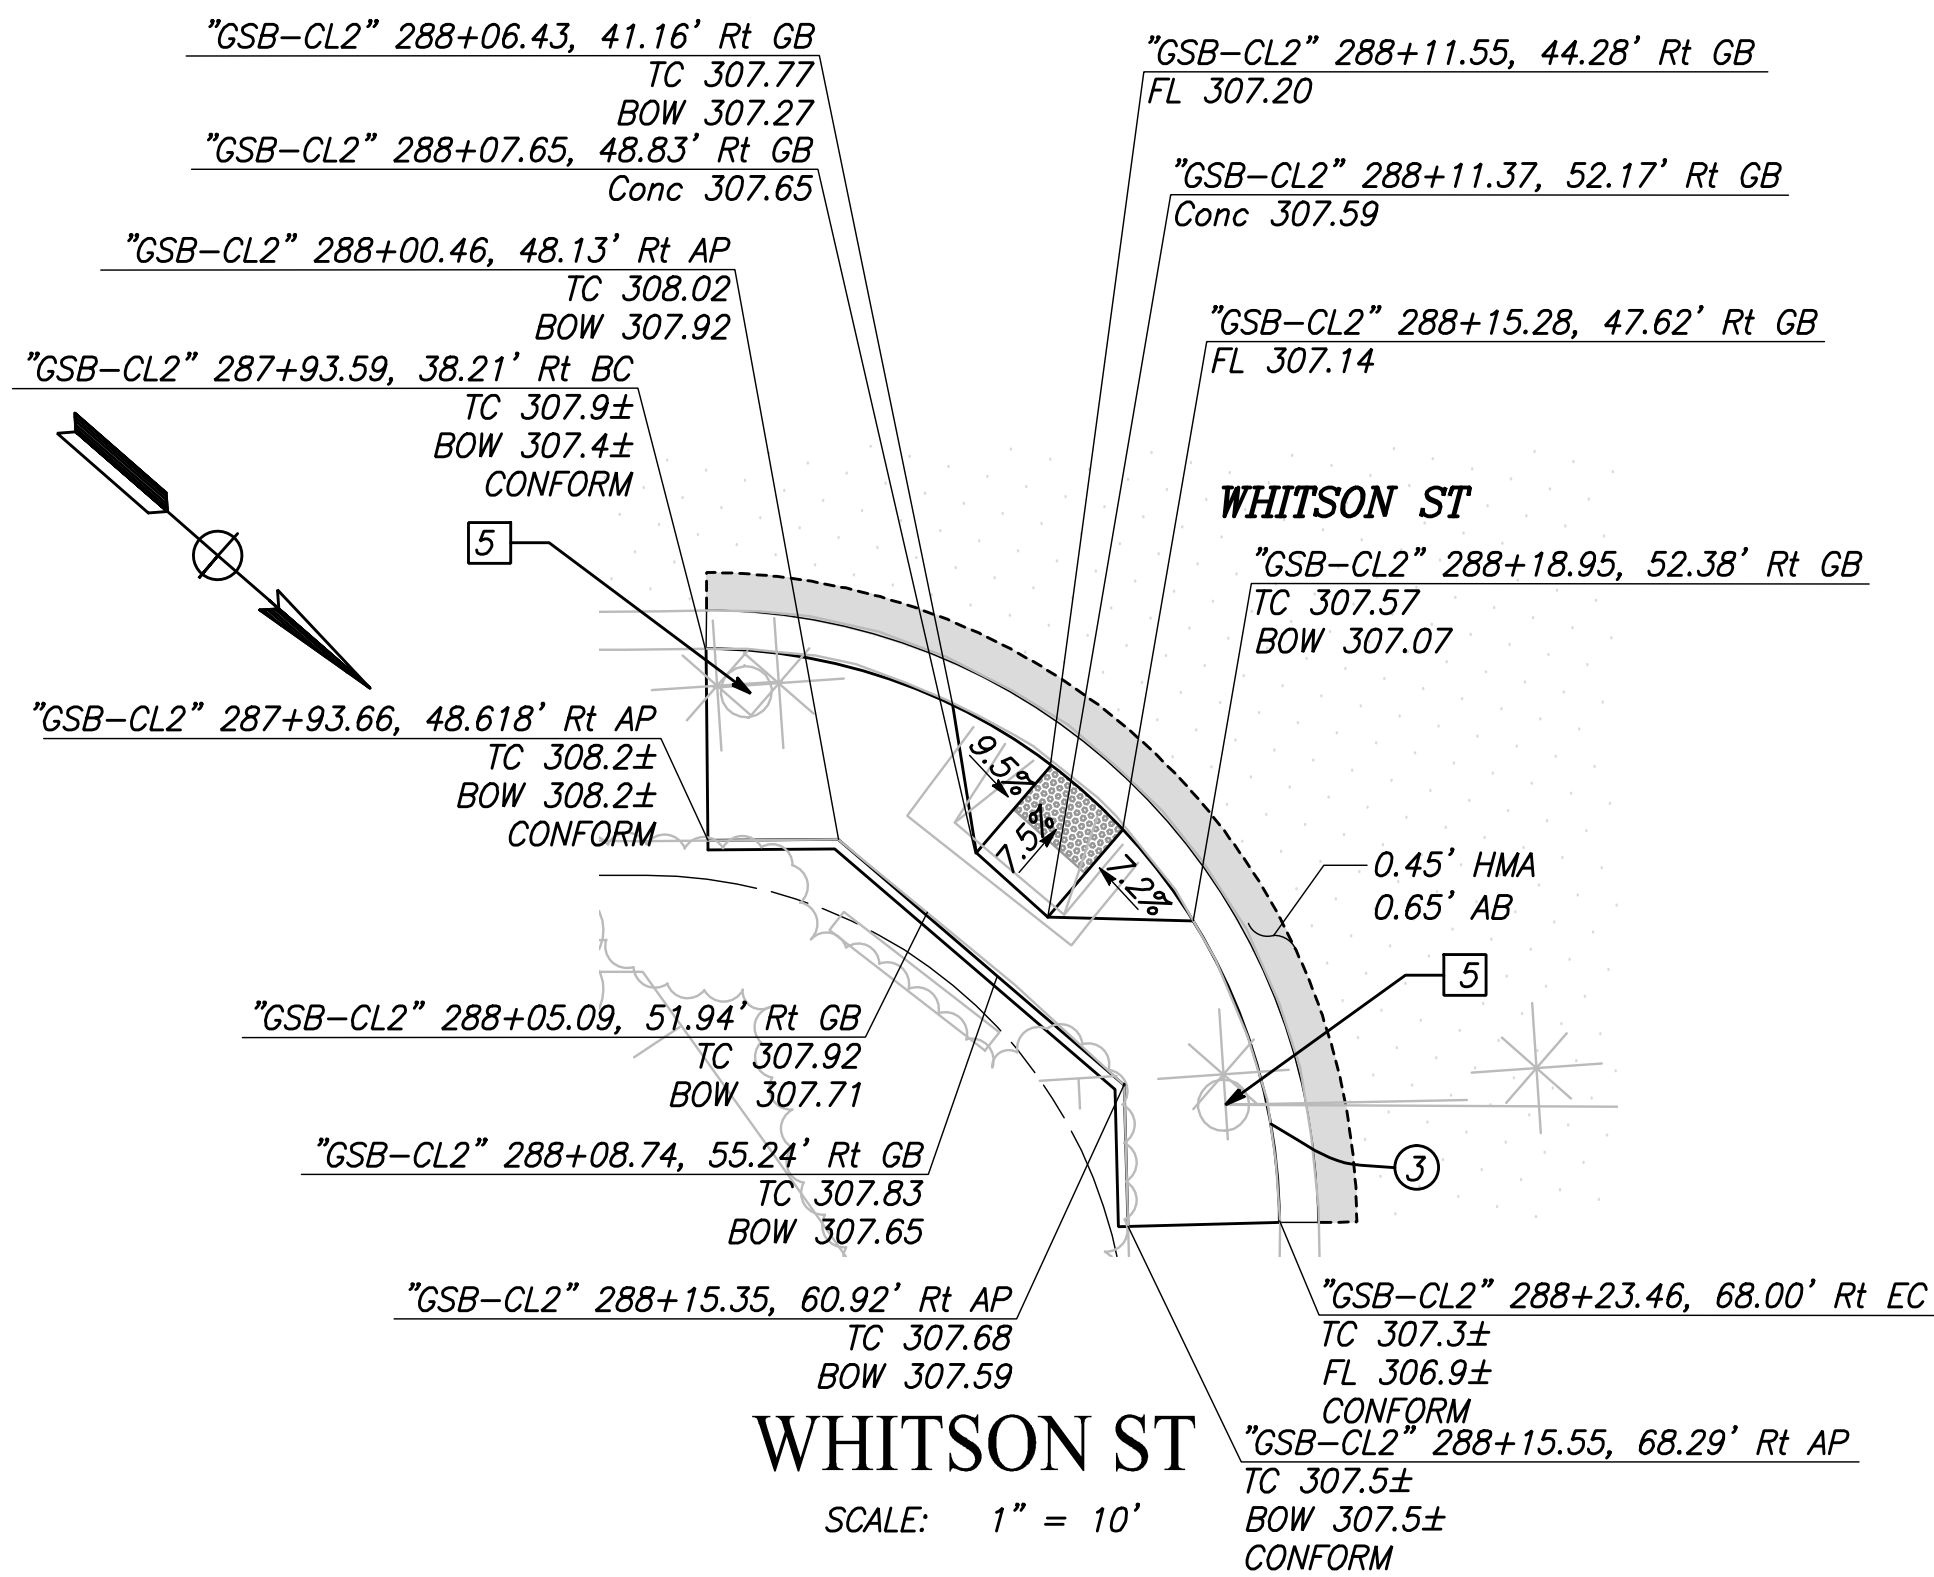 "GSB-CL2" 288+06.43, 41.16' Rt GB
TC 307.77
BOW 307.27
"GSB-CL2" 288+07.65, 48.83' Rt GB
Conc 307.65
"GSB-CL2" 288+00.46, 48.13' Rt AP
TC 308.02
BOW 307.92
"GSB-CL2" 287+93.59, 38.21' Rt BC
TC 307.9±
BOW 307.4±
CONFORM
5
"GSB-CL2" 287+93.66, 48.618' Rt AP
TC 308.2±
BOW 308.2±
CONFORM
"GSB-CL2" 288+11.55, 44.28' Rt GB
FL 307.20
"GSB-CL2" 288+11.37, 52.17' Rt GB
Conc 307.59
"GSB-CL2" 288+15.28, 47.62' Rt GB
FL 307.14
WHITSON ST
"GSB-CL2" 288+18.95, 52.38' Rt GB
TC 307.57
BOW 307.07
9.5%
7.5%
7.2%
0.45' HMA
0.65' AB
5
3
"GSB-CL2" 288+05.09, 51.94' Rt GB
TC 307.92
BOW 307.71
"GSB-CL2" 288+08.74, 55.24' Rt GB
TC 307.83
BOW 307.65
"GSB-CL2" 288+15.35, 60.92' Rt AP
TC 307.68
BOW 307.59
"GSB-CL2" 288+23.46, 68.00' Rt EC
TC 307.3±
FL 306.9±
CONFORM
"GSB-CL2" 288+15.55, 68.29' Rt AP
TC 307.5±
BOW 307.5±
CONFORM
WHITSON ST
SCALE: 1" = 10'